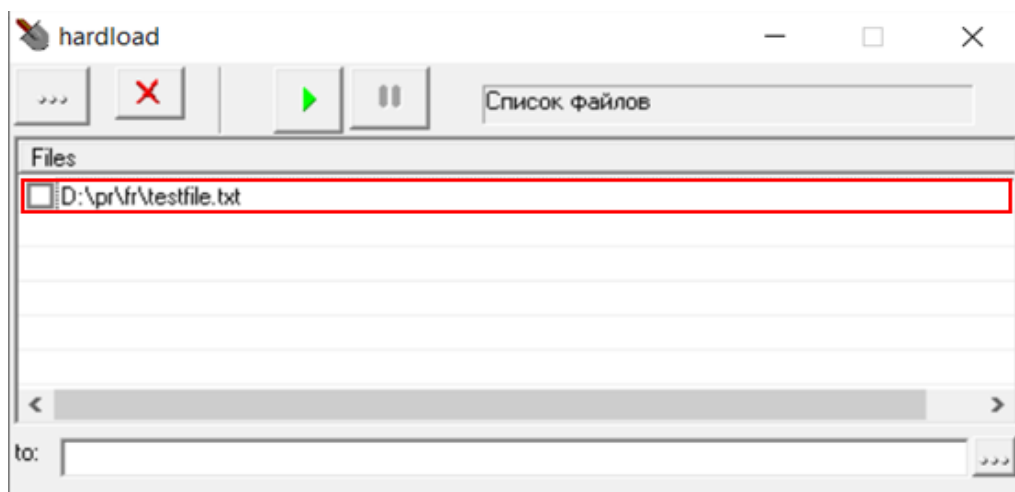 hardload
...
Список файлов
Files
D:\pr\fr\testfile.txt
to:
...